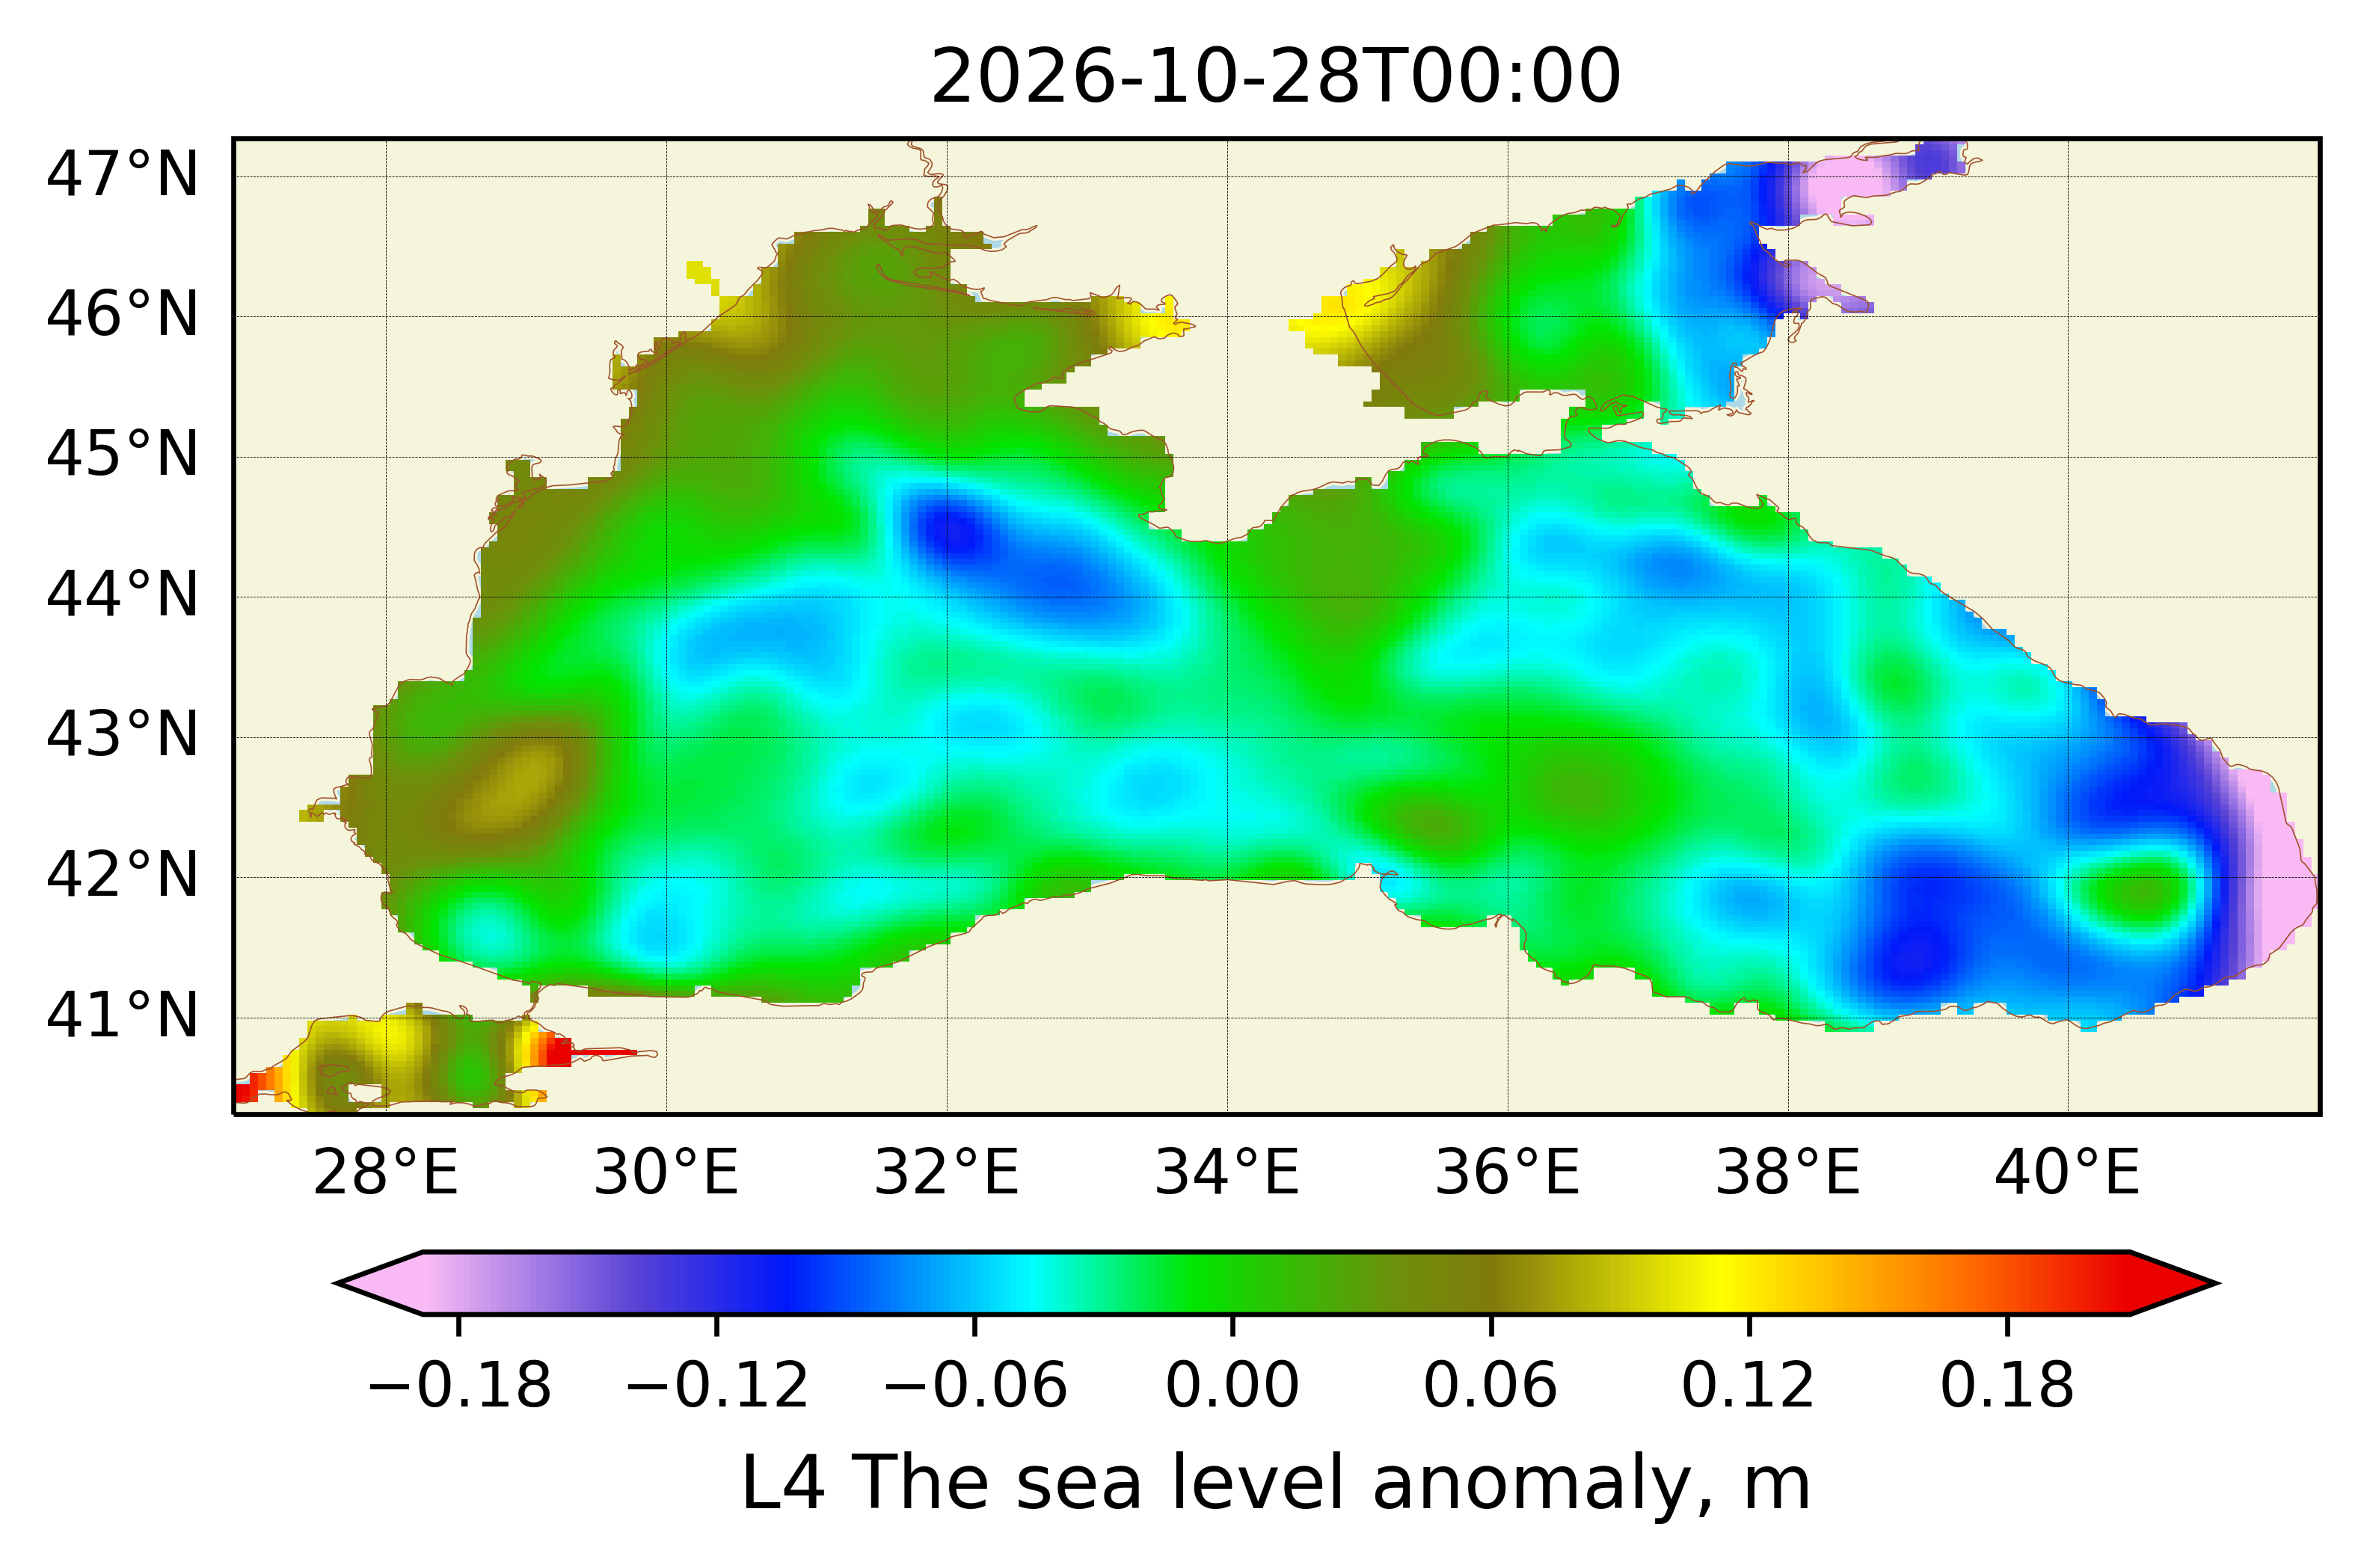 2026-10-28T00:00
47°N
46°N
45°N
44°N
43°N
42°N
41°N
28°E 30°E 32°E 34°E 36°E 38°E 40°E
−0.18 −0.12 −0.06 0.00 0.06 0.12 0.18
L4 The sea level anomaly, m